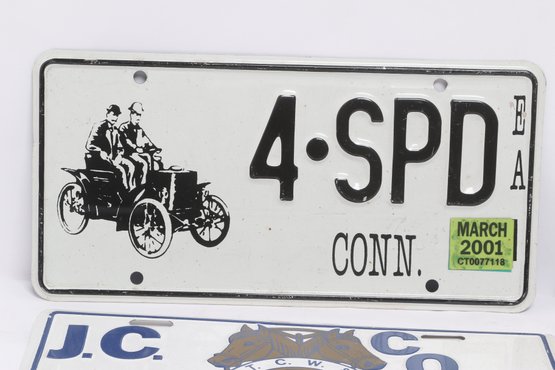 4•SPD
EA
CONN.
MARCH
2001
CT0077118
J.C.
T.C.W.A.
CO